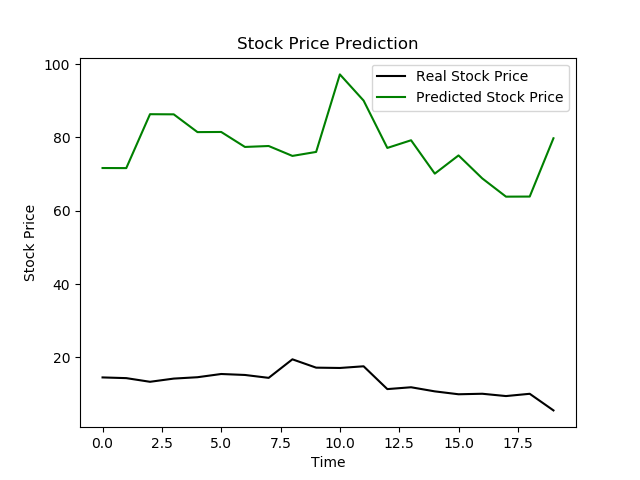 Stock Price Prediction
Real Stock Price
Predicted Stock Price
Stock Price
100
80
60
40
20
0.0 2.5 5.0 7.5 10.0 12.5 15.0 17.5
Time